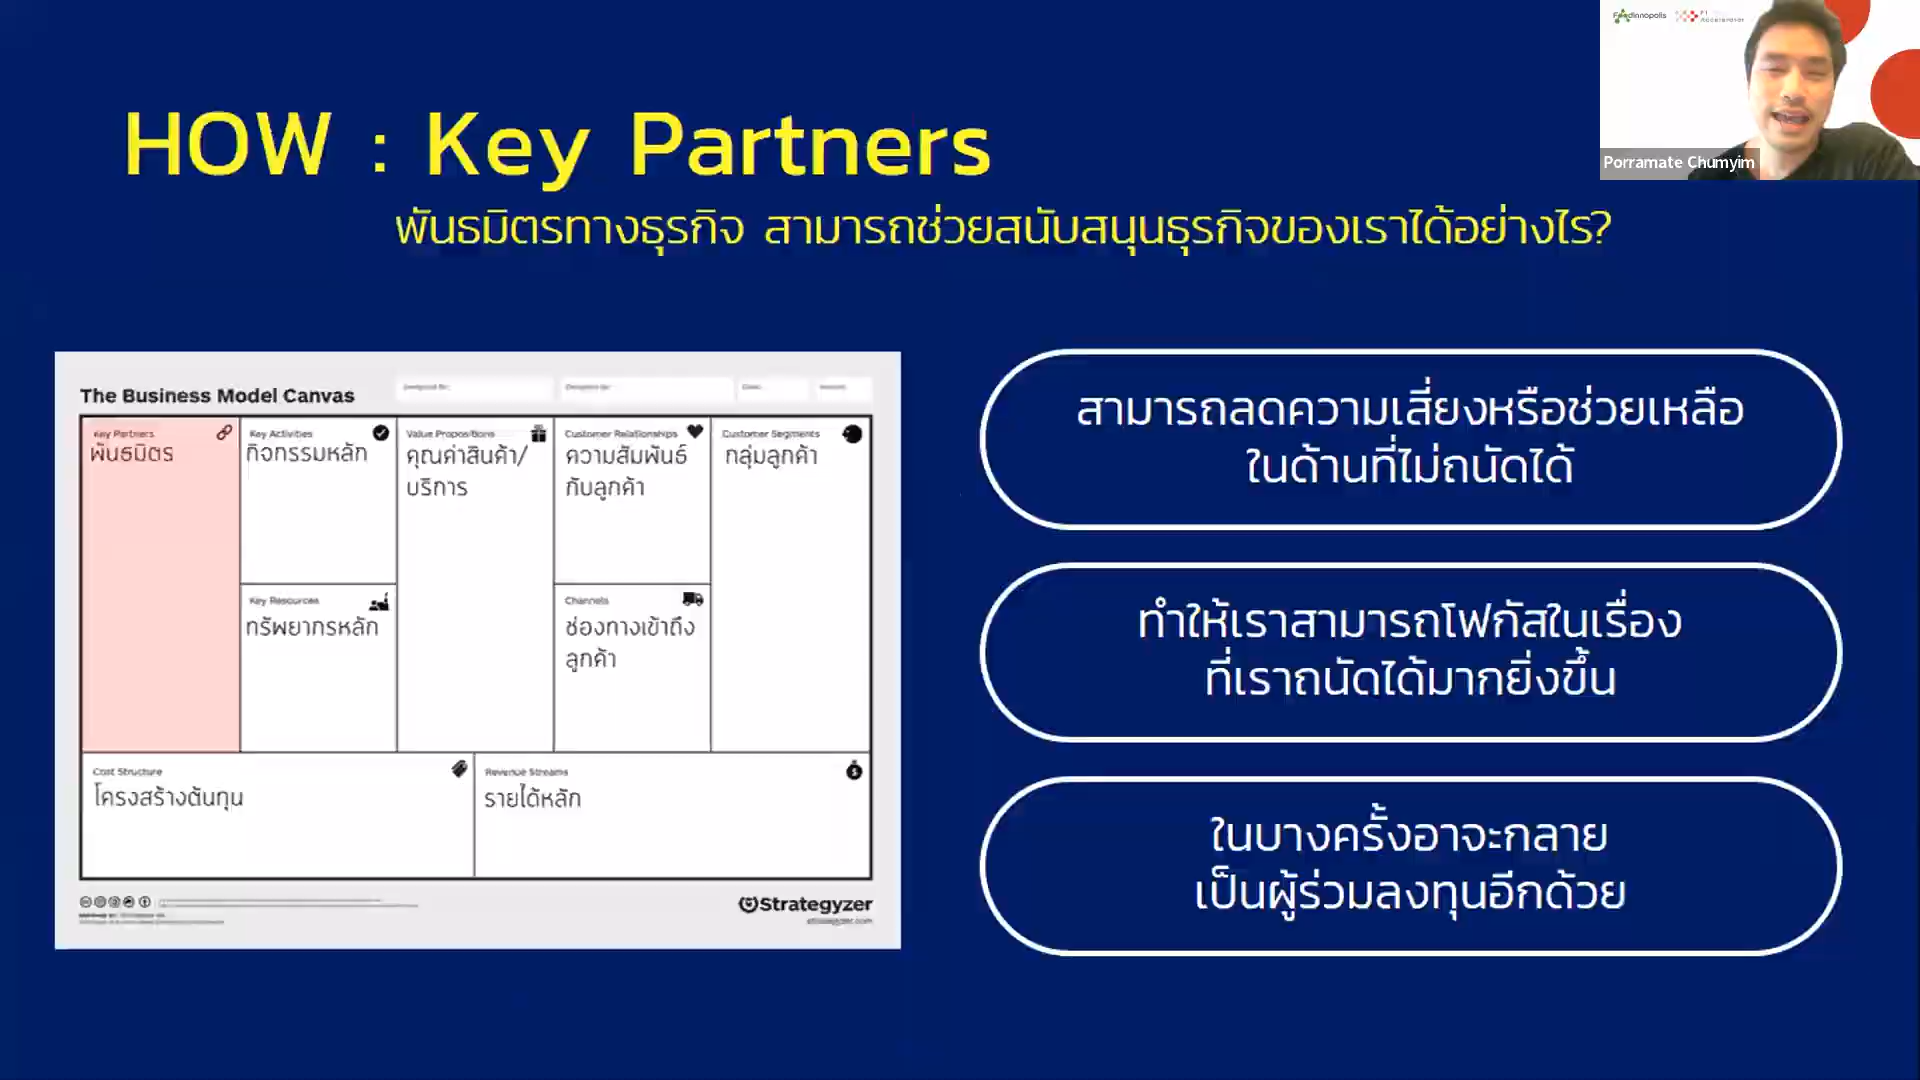 Foodinnopolis
Accelerator
Porramate Chumyim
HOW : Key Partners
พันธมิตรทางธุรกิจ สามารถช่วยสนับสนุนธุรกิจของเราได้อย่างไร?
The Business Model Canvas
Key Partners
พันธมิตร
Key Activities
กิจกรรมหลัก
Key Resources
ทรัพยากรหลัก
Value Propositions
คุณค่าสินค้า/
บริการ
Customer Relationships
ความสัมพันธ์
กับลูกค้า
Channels
ช่องทางเข้าถึง
ลูกค้า
Customer Segments
กลุ่มลูกค้า
Cost Structure
โครงสร้างต้นทุน
Revenue Streams
รายได้หลัก
Strategyzer
strategyzer.com
สามารถลดความเสี่ยงหรือช่วยเหลือ
ในด้านที่ไม่ถนัดได้
ทำให้เราสามารถโฟกัสในเรื่อง
ที่เราถนัดได้มากยิ่งขึ้น
ในบางครั้งอาจจะกลาย
เป็นผู้ร่วมลงทุนอีกด้วย